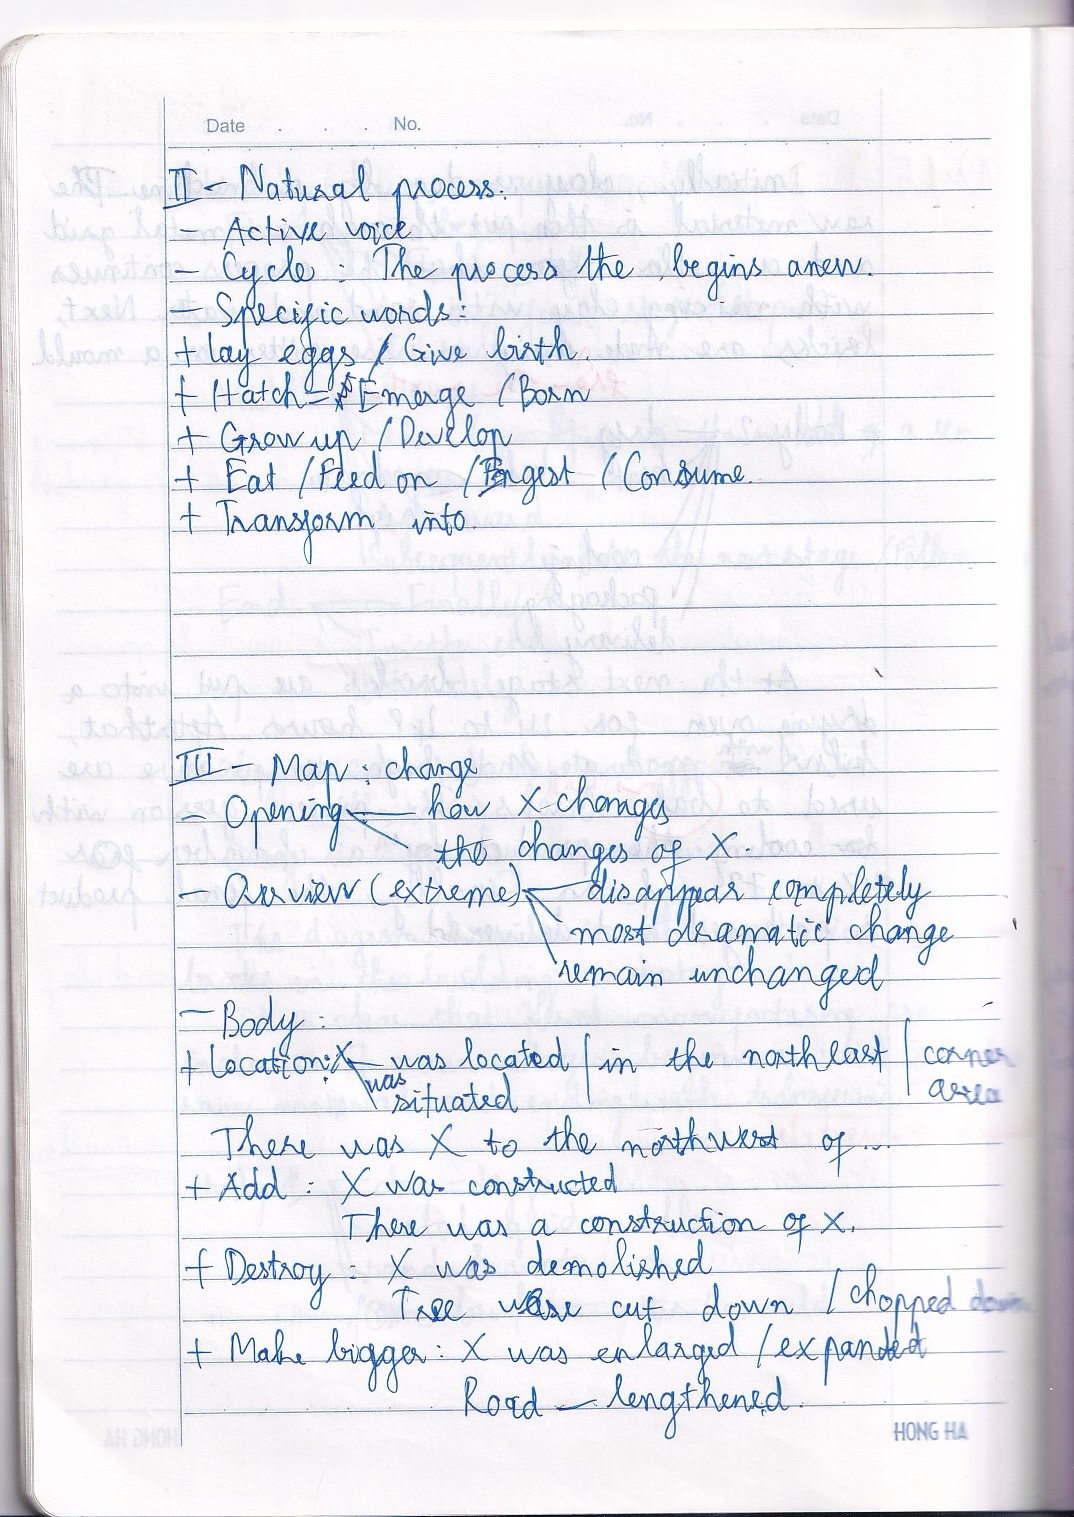 Date . . . No.
II - Natural process.
- Active voice
- Cycle : The process the begins anew.
- Specific words:
+ Lay eggs / Give birth.
+ Hatch - Emerge / Born
+ Grow up / Develop
+ Eat / Feed on / Ingest / Consume.
+ Transform into.
III - Map : change
- Opening how X changes
the changes of X.
- Overview (extreme) disappear completely
most dramatic change
remain unchanged
- Body :
+ Location: X was located / in the northeast / corner
was situated area
There was X to the northwest of ...
+ Add : X was constructed
There was a construction of X.
+ Destroy : X was demolished
Tree were cut down / chopped down
+ Make bigger : X was enlarged / expanded
Road - lengthened.
HONG HA